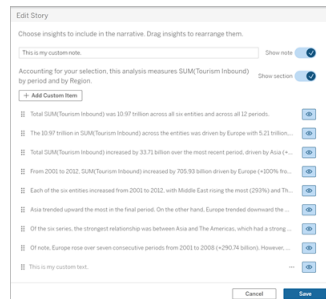 Edit Story
Choose insights to include in the narrative. Drag insights to rearrange them.
This is my custom note.
Show note
Accounting for your selection, this analysis measures SUM(Tourism Inbound)
by period and by Region.
Show section
+ Add Custom Item
Total SUM(Tourism Inbound) was 10.97 trillion across all six entities and across all 12 periods.
The 10.97 trillion in SUM(Tourism Inbound) across the entities was driven by Europe with 5.21 trillion,...
Total SUM(Tourism Inbound) increased by 33.71 billion over the most recent period, driven by Asia (+...
From 2001 to 2012, SUM(Tourism Inbound) increased by 709.93 billion driven by Europe (+100% fro...
Each of the six entities increased from 2001 to 2012, with Middle East rising the most (293%) and Th...
Asia trended upward the most in the final period. On the other hand, Europe trended downward the ...
Of the six series, the strongest relationship was between Asia and The Americas, which had a strong ...
Of note, Europe rose over seven consecutive periods from 2001 to 2008 (+290.74 billion). However, ...
This is my custom text.
...
Cancel
Save